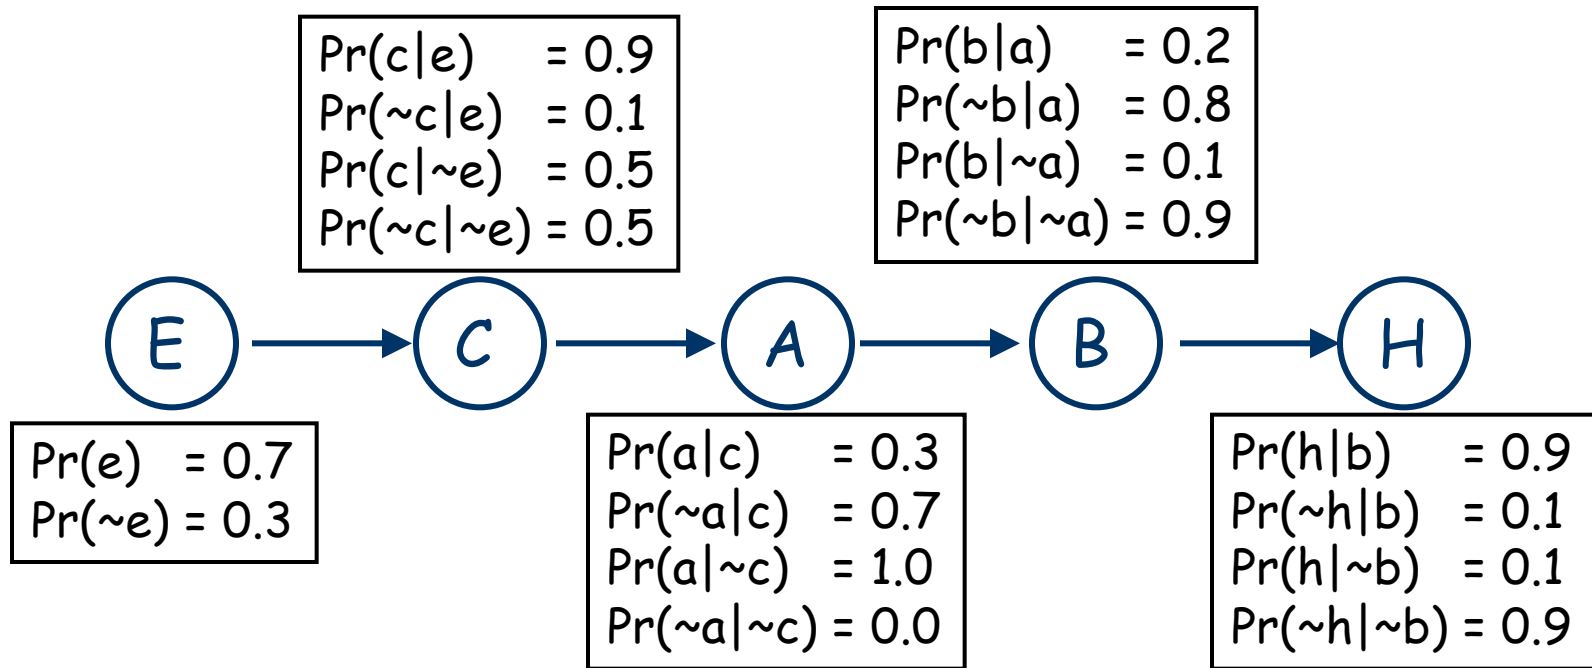 Pr(c|e) = 0.9
Pr(~c|e) = 0.1
Pr(c|~e) = 0.5
Pr(~c|~e) = 0.5
Pr(b|a) = 0.2
Pr(~b|a) = 0.8
Pr(b|~a) = 0.1
Pr(~b|~a) = 0.9
E
C
A
B
H
Pr(e) = 0.7
Pr(~e) = 0.3
Pr(a|c) = 0.3
Pr(~a|c) = 0.7
Pr(a|~c) = 1.0
Pr(~a|~c) = 0.0
Pr(h|b) = 0.9
Pr(~h|b) = 0.1
Pr(h|~b) = 0.1
Pr(~h|~b) = 0.9